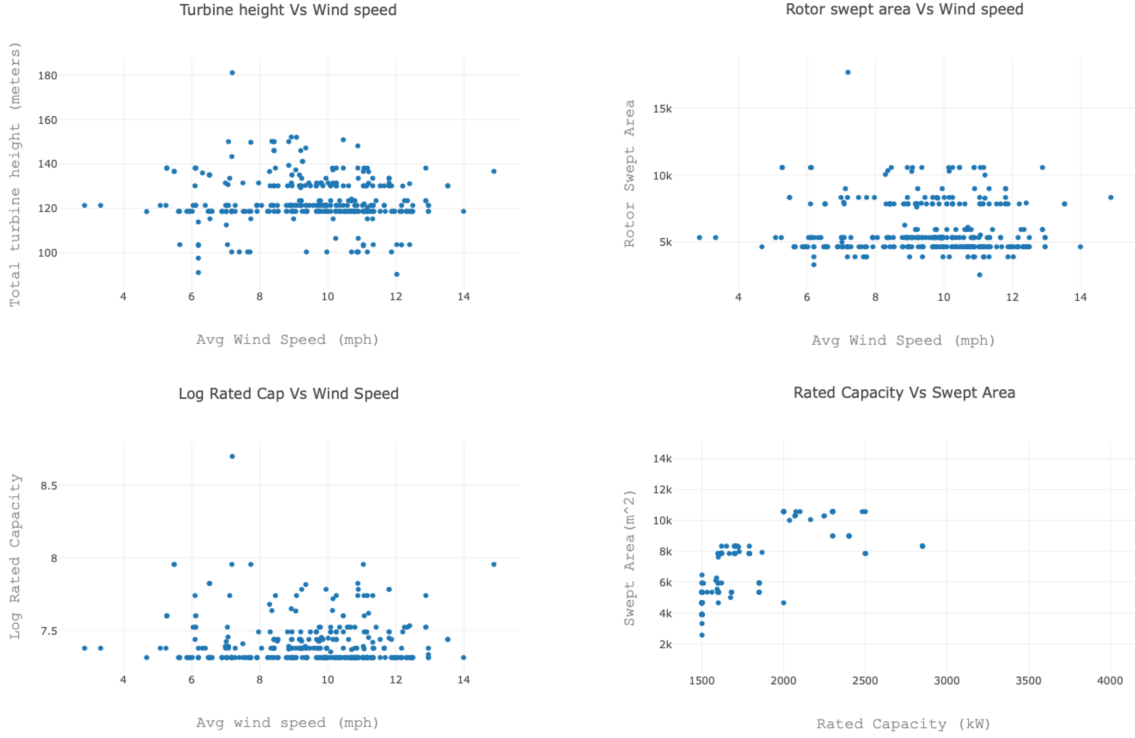 Turbine height Vs Wind speed
Total turbine height (meters)
180
160
140
120
100
4 6 8 10 12 14
Avg Wind Speed (mph)
Rotor swept area Vs Wind speed
Rotor Swept Area
15k
10k
5k
4 6 8 10 12 14
Avg Wind Speed (mph)
Log Rated Cap Vs Wind Speed
Log Rated Capacity
8.5
8
7.5
4 6 8 10 12 14
Avg wind speed (mph)
Rated Capacity Vs Swept Area
Swept Area(m^2)
14k
12k
10k
8k
6k
4k
2k
1500 2000 2500 3000 3500 4000
Rated Capacity (kW)